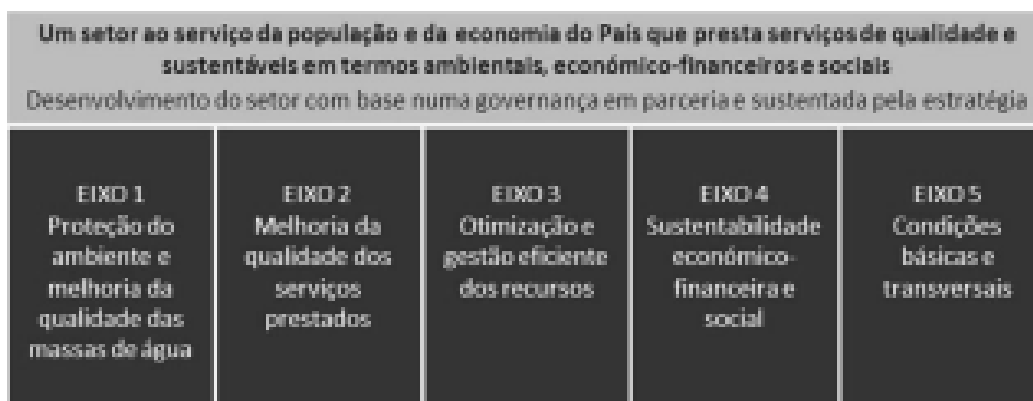 Um setor ao serviço da população e da economia do País que presta serviços de qualidade e
sustentáveis em termos ambientais, económico-financeiros e sociais
Desenvolvimento do setor com base numa governança em parceria e sustentada pela estratégia
EIXO 1
Proteção do
ambiente e
melhoria da
qualidade das
massas de água
EIXO 2
Melhoria da
qualidade dos
serviços
prestados
EIXO 3
Otimização e
gestão eficiente
dos recursos
EIXO 4
Sustentabilidade
económico-
financeira e
social
EIXO 5
Condições
básicas e
transversais